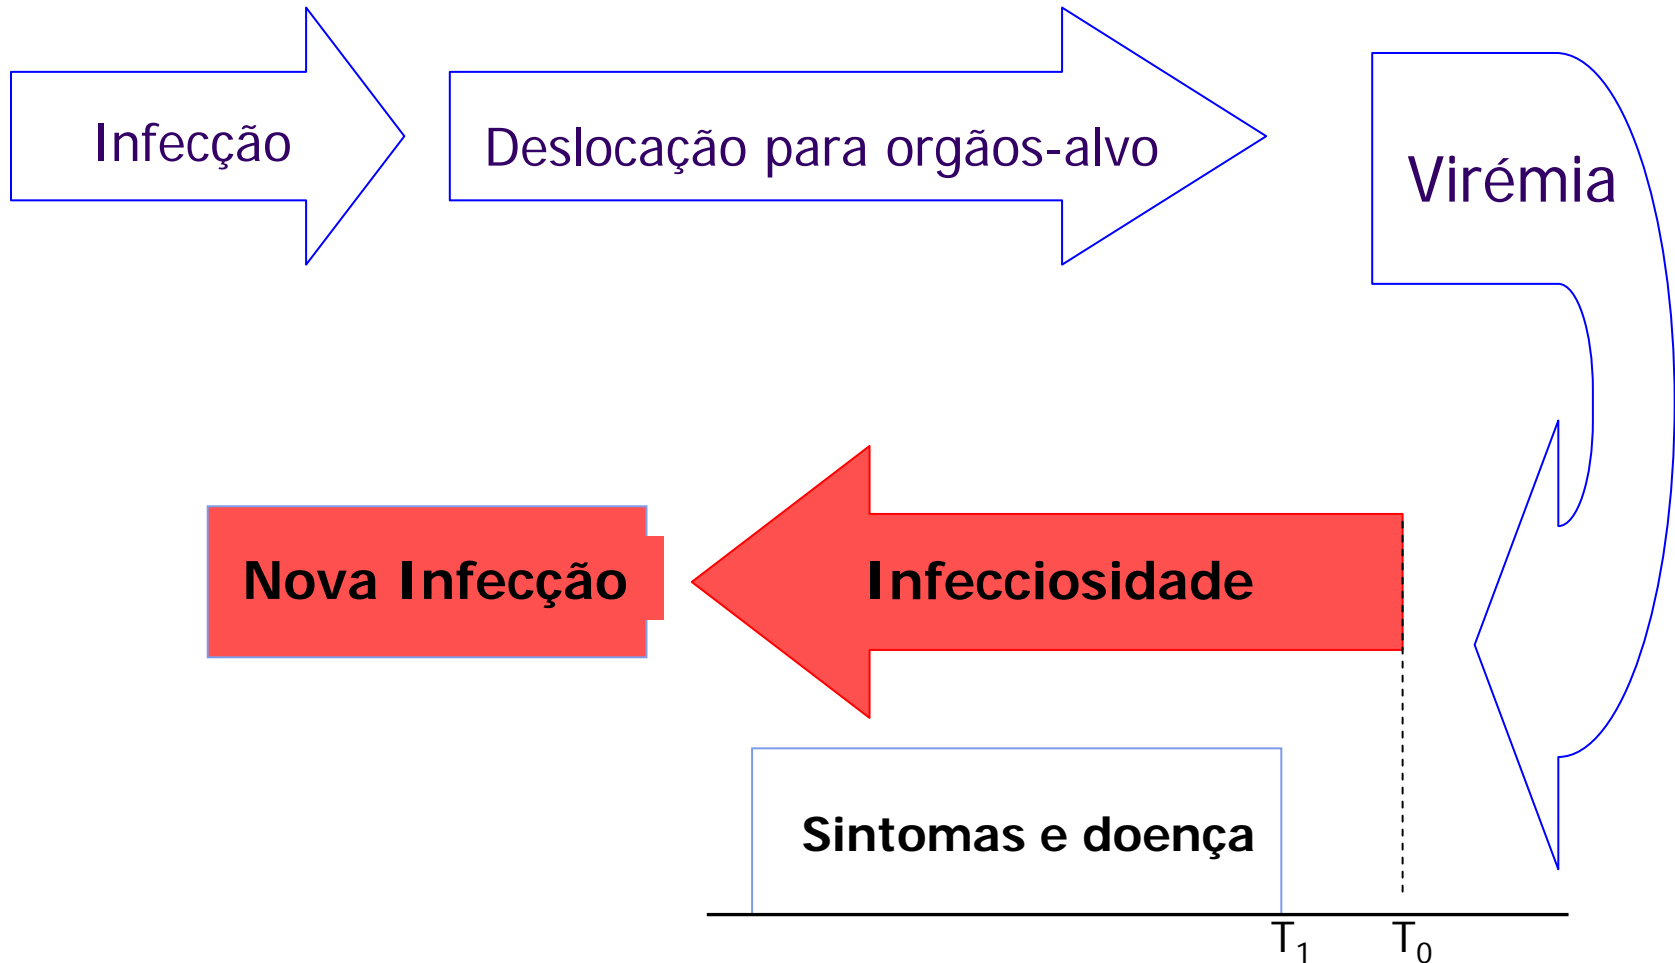 Infecção
Deslocação para orgãos-alvo
Virémia
Nova Infecção
Infecciosidade
Sintomas e doença
T1
T0